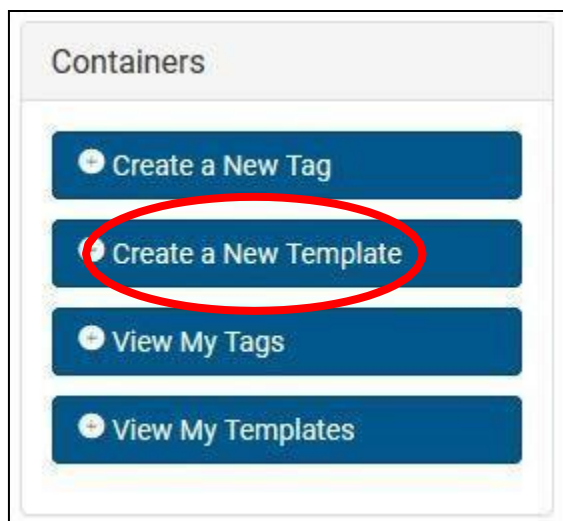 Containers
Create a New Tag
Create a New Template
View My Tags
View My Templates